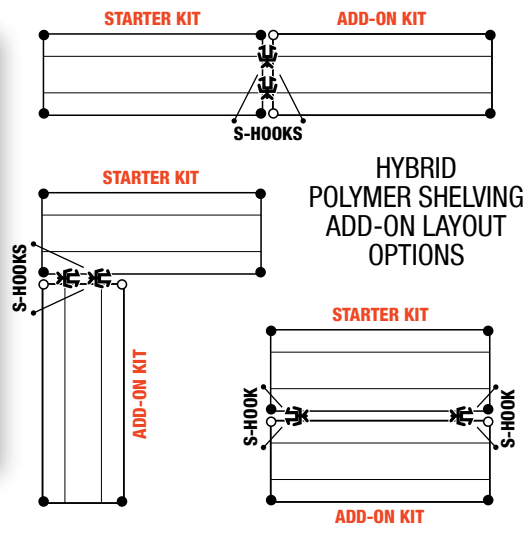 STARTER KIT
ADD-ON KIT
S-HOOKS
STARTER KIT
HYBRID
POLYMER SHELVING
ADD-ON LAYOUT
OPTIONS
S-HOOKS
ADD-ON KIT
STARTER KIT
S-HOOK
S-HOOK
ADD-ON KIT